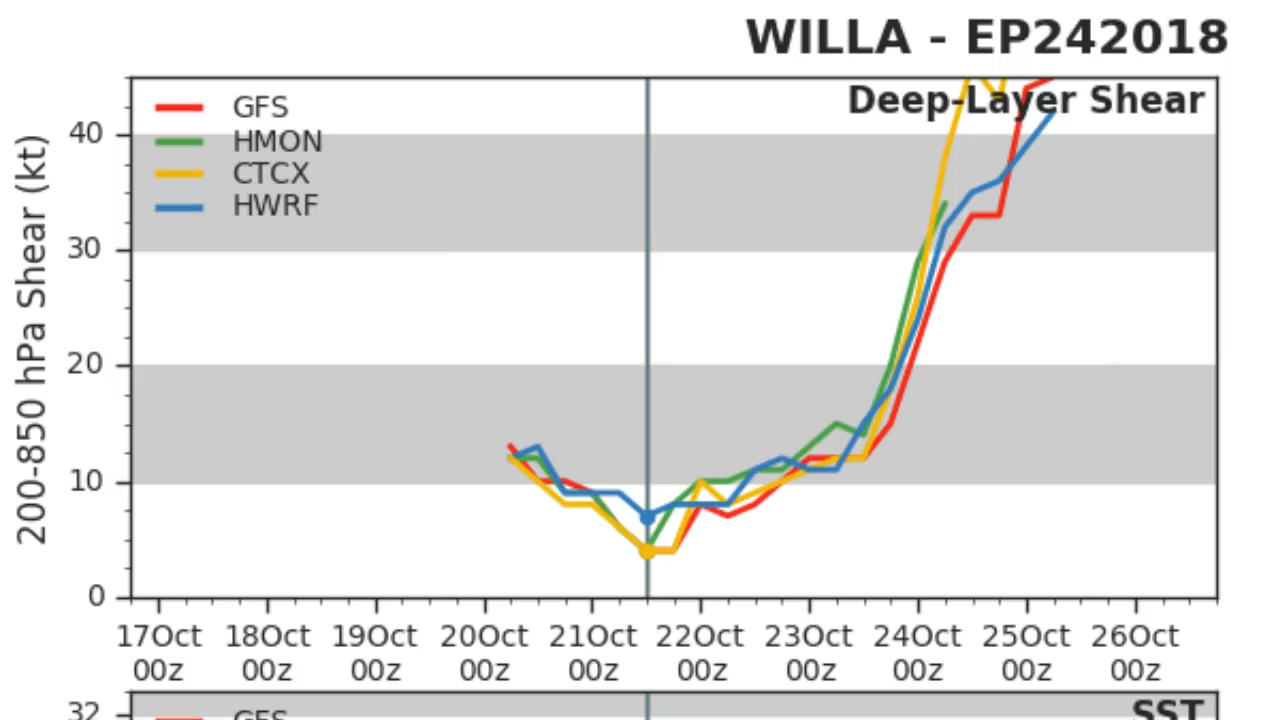 WILLA - EP242018
Deep-Layer Shear
GFS
HMON
CTCX
HWRF
200-850 hPa Shear (kt)
40
30
20
10
0
17Oct 18Oct 19Oct 20Oct 21Oct 22Oct 23Oct 24Oct 25Oct 26Oct
00z 00z 00z 00z 00z 00z 00z 00z 00z 00z
32
GFS
SST